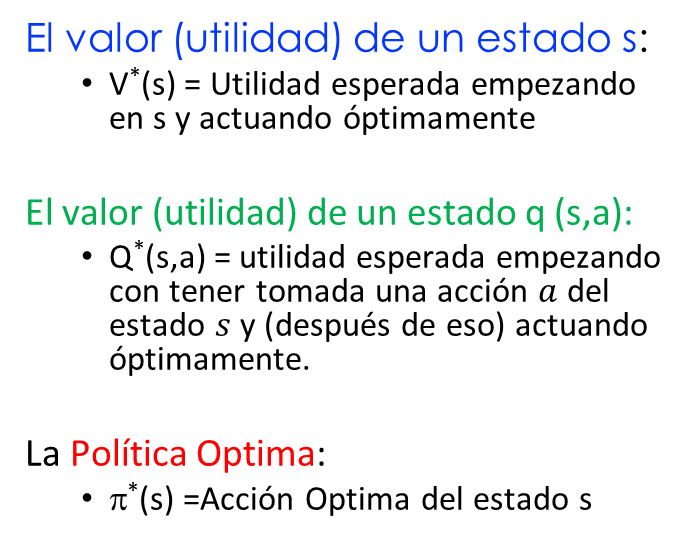 El valor (utilidad) de un estado s:
• V*(s) = Utilidad esperada empezando
en s y actuando óptimamente
El valor (utilidad) de un estado q (s,a):
• Q*(s,a) = utilidad esperada empezando
con tener tomada una acción a del
estado s y (después de eso) actuando
óptimamente.
La Política Optima:
• π*(s) =Acción Optima del estado s